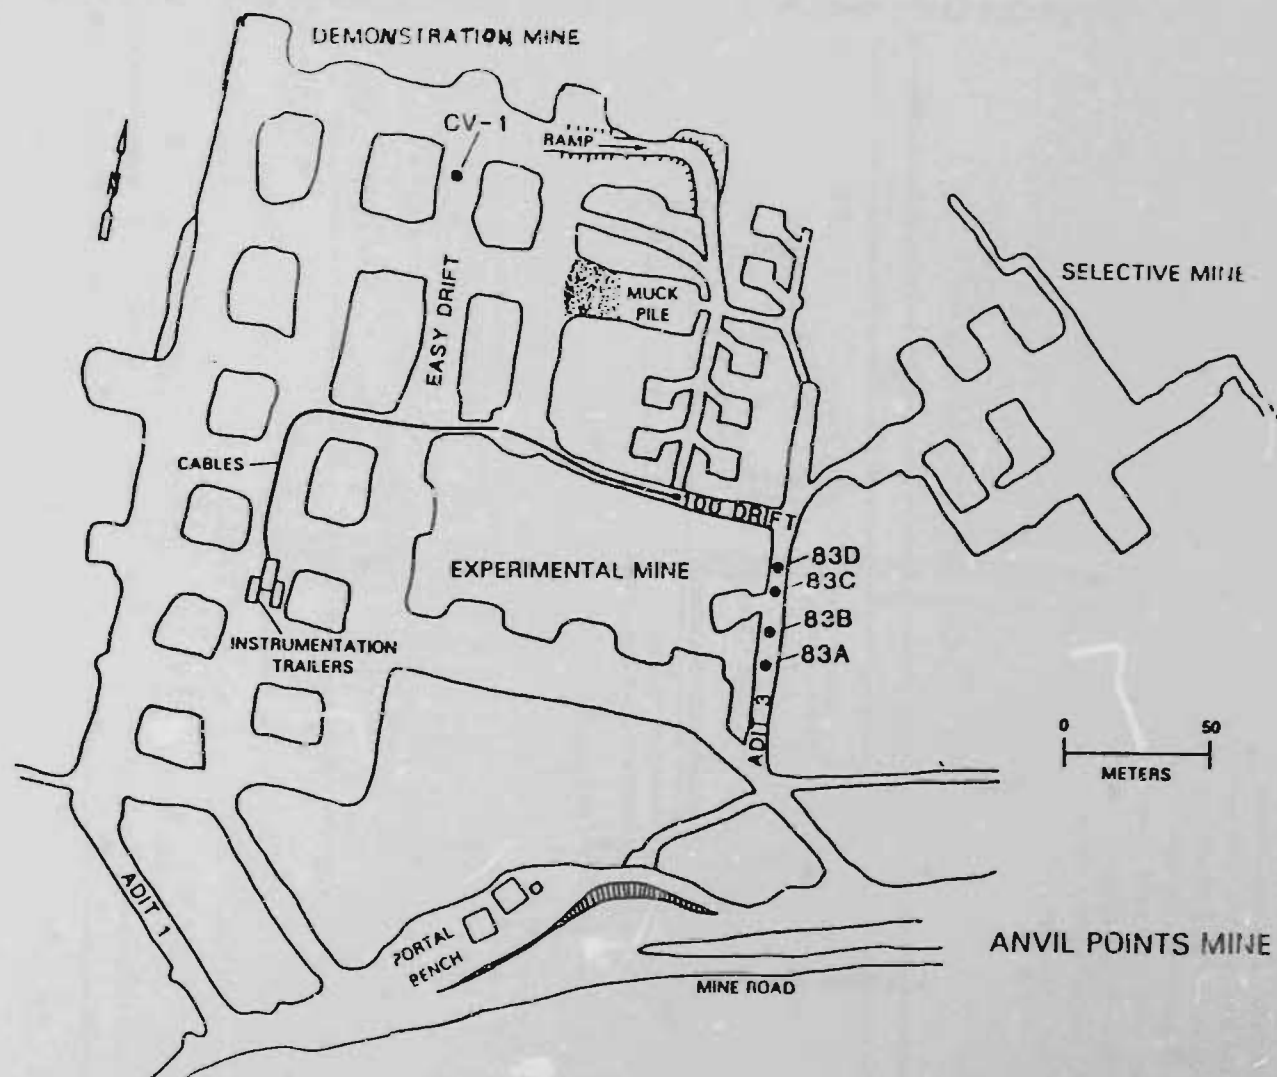 DEMONSTRATION MINE
CV-1
RAMP
N
SELECTIVE MINE
MUCK
PILE
EASY DRIFT
CABLES
100 DRIFT
EXPERIMENTAL MINE
83D
83C
83B
83A
INSTRUMENTATION
TRAILERS
ADIT 3
0 50
METERS
ADIT 1
PORTAL
BENCH
ANVIL POINTS MINE
MINE ROAD